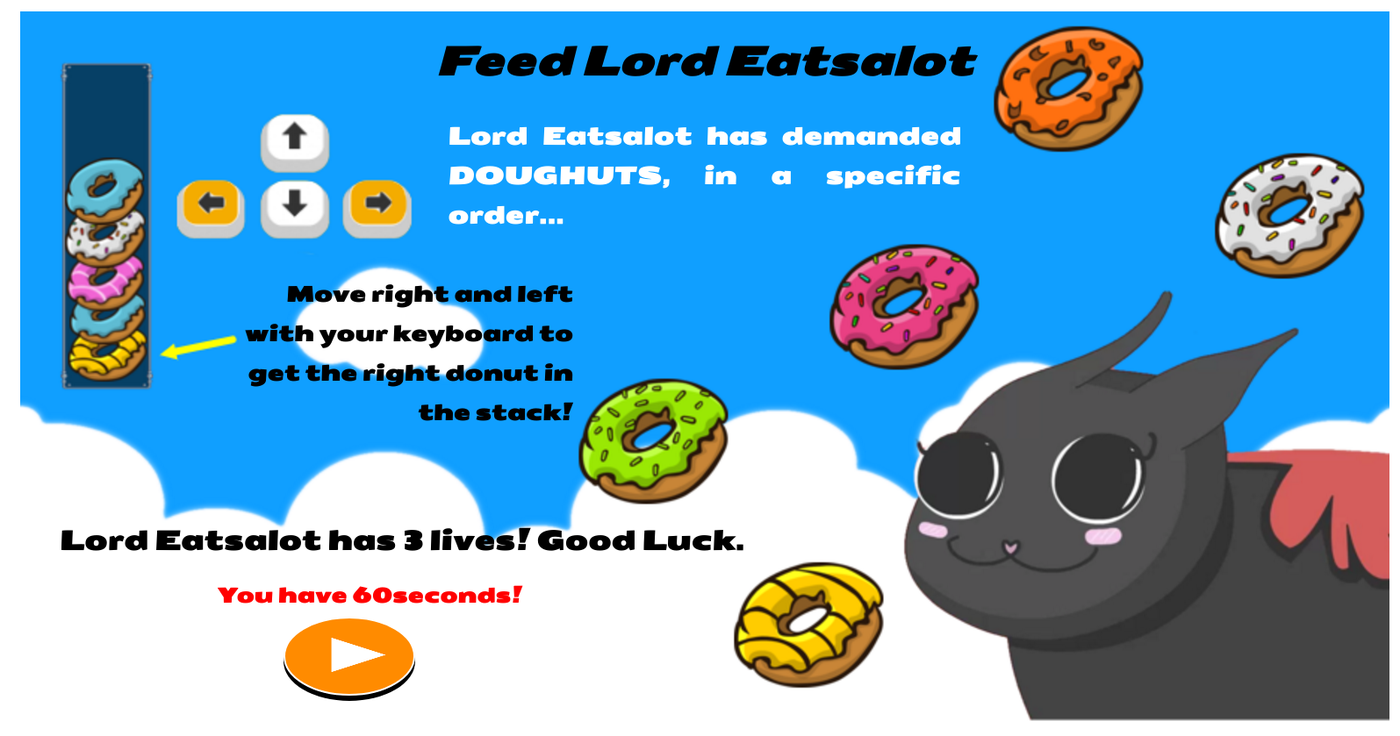 Feed Lord Eatsalot
Lord Eatsalot has demanded
DOUGHUTS, in a specific
order...
Move right and left
with your keyboard to
get the right donut in
the stack!
Lord Eatsalot has 3 lives! Good Luck.
You have 60seconds!